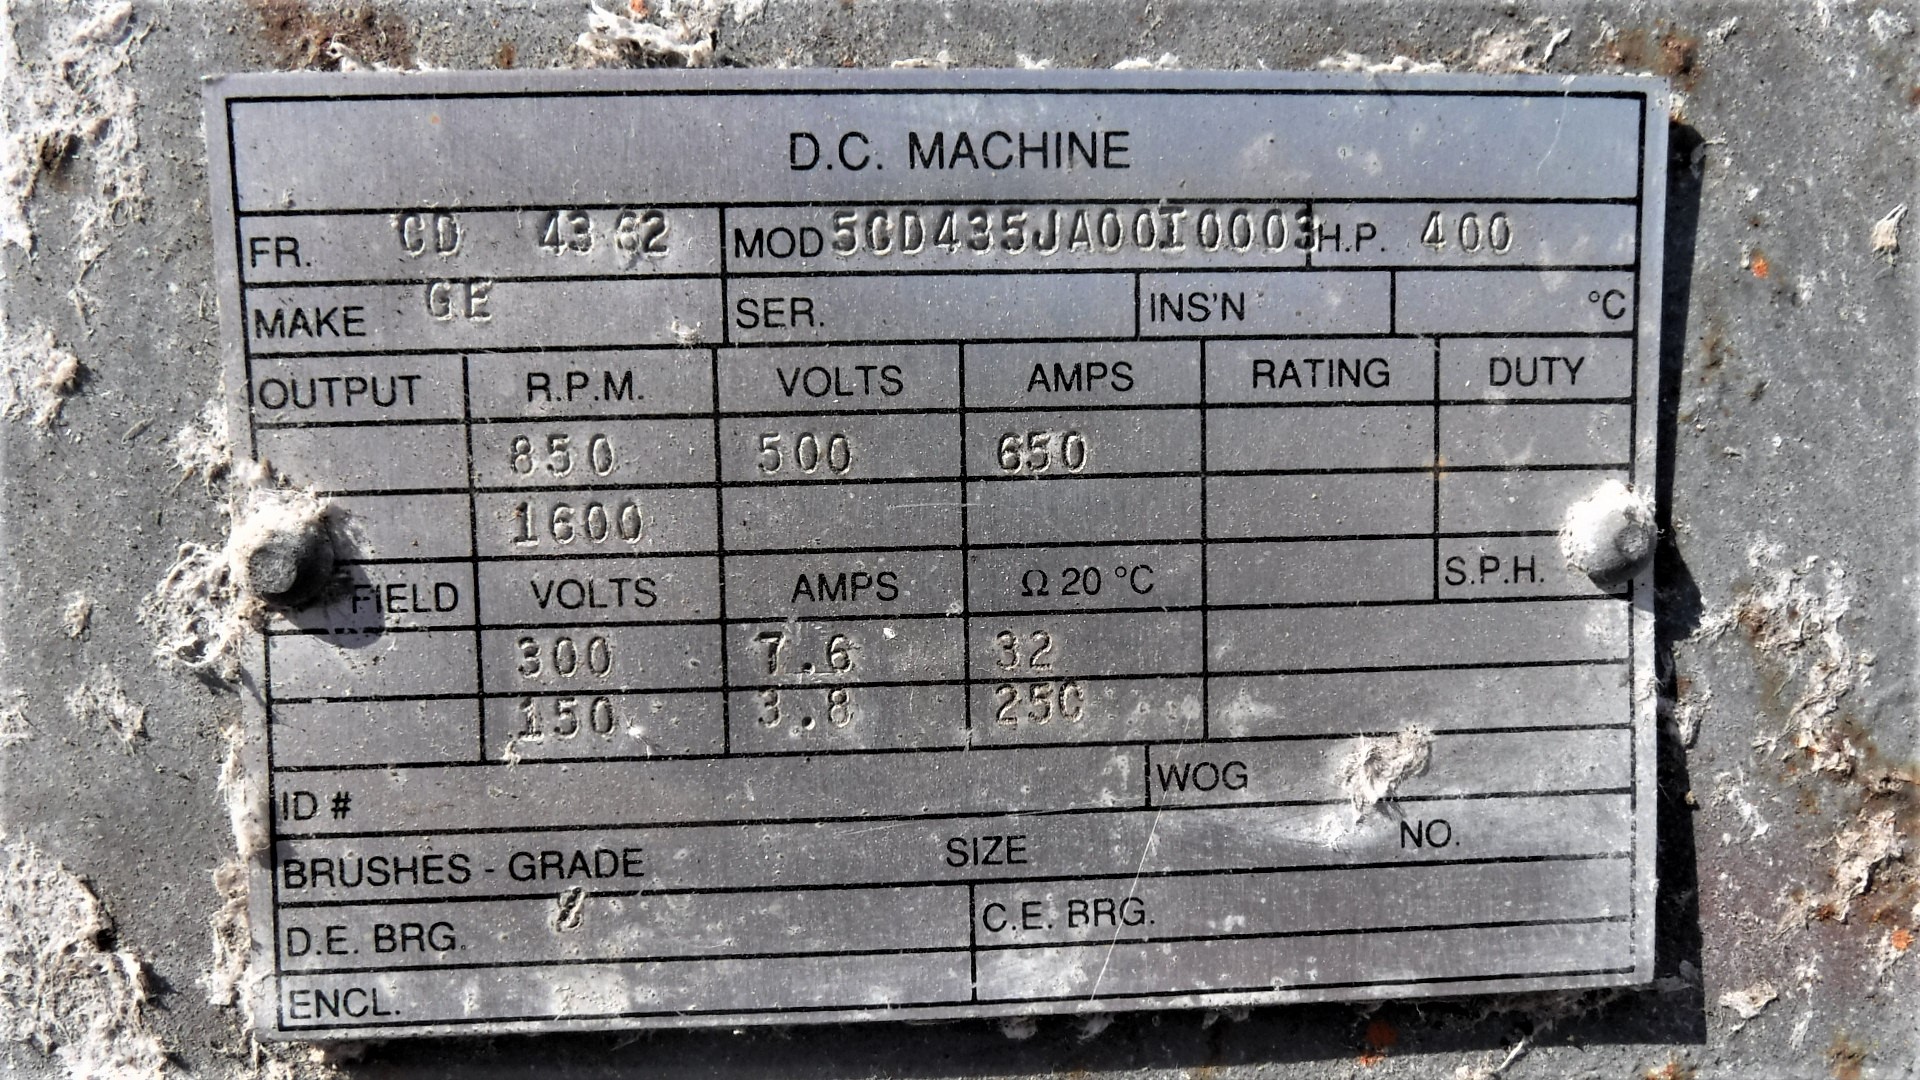 D.C. MACHINE
FR. CD 4362 MOD 5CD435JA00I0003 H.P. 400
MAKE GE SER. INS'N °C
OUTPUT R.P.M. VOLTS AMPS RATING DUTY
850 500 650
1600
FIELD VOLTS AMPS Ω 20 °C S.P.H.
300 7.6 32
150 3.8 25C
ID # WOG
BRUSHES - GRADE SIZE NO.
D.E. BRG. C.E. BRG.
ENCL.